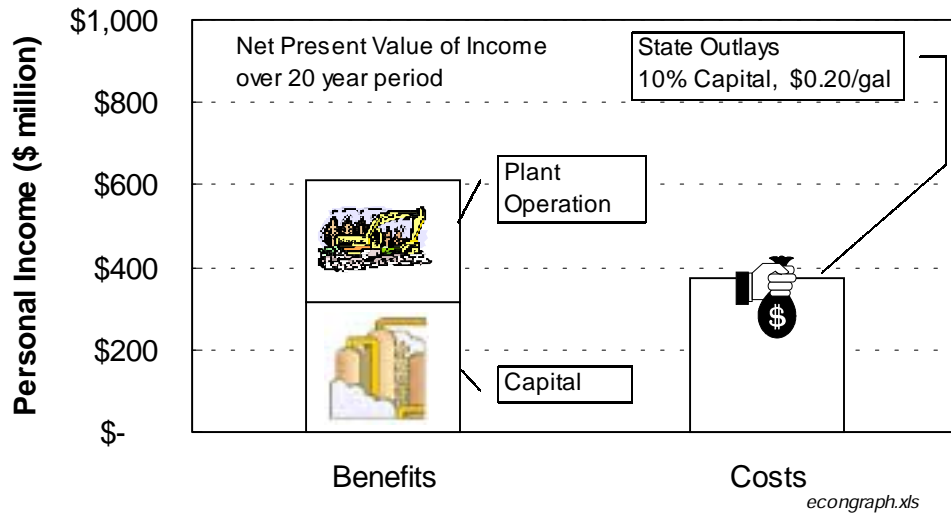 Personal Income ($ million)
$1,000
$800
$600
$400
$200
$-
Net Present Value of Income
over 20 year period
State Outlays
10% Capital, $0.20/gal
Plant
Operation
Capital
$
Benefits
Costs
econgraph.xls